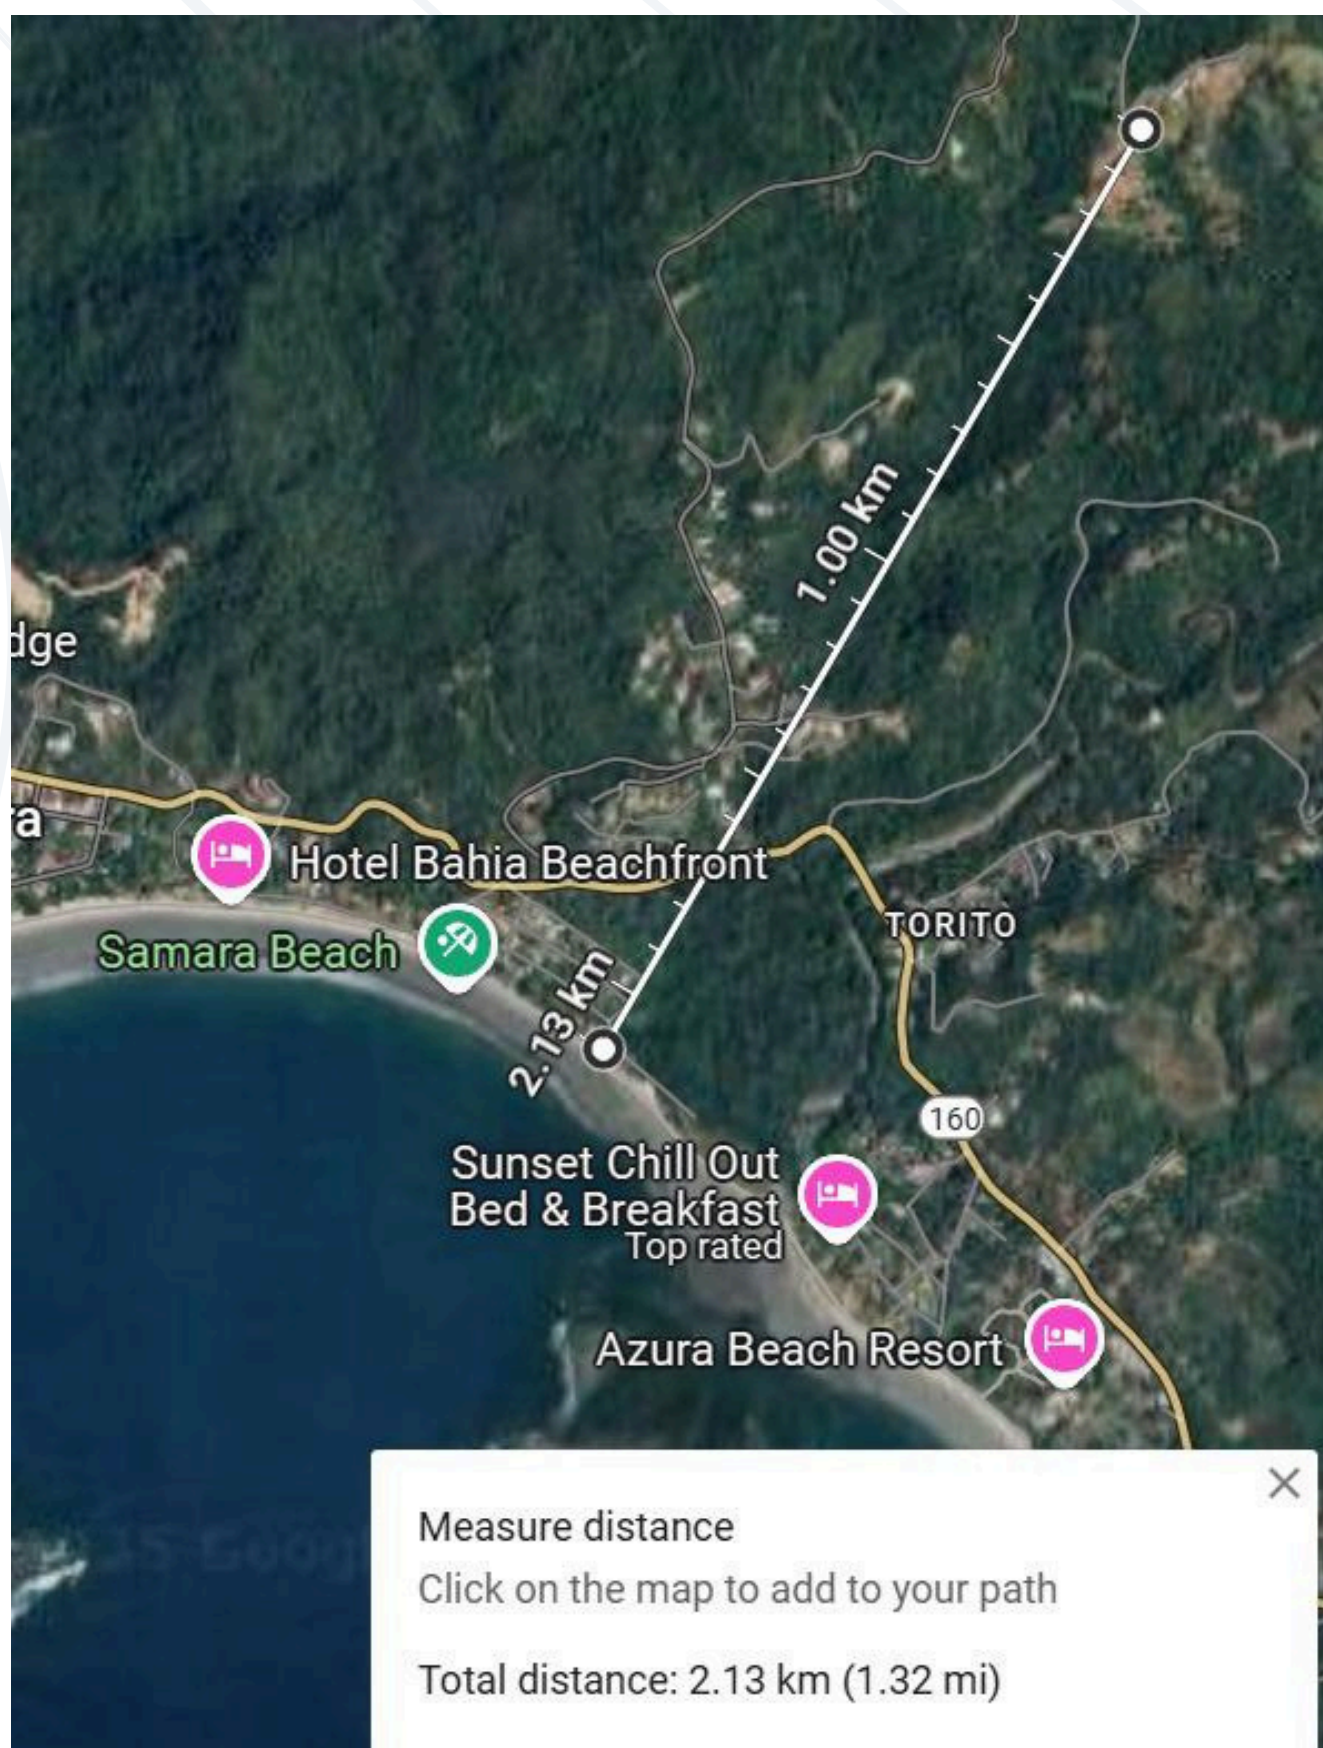 1.00 km
dge
ra
Hotel Bahia Beachfront
TORITO
Samara Beach
2.13 km
160
Sunset Chill Out
Bed & Breakfast
Top rated
Azura Beach Resort
Measure distance
Click on the map to add to your path
Total distance: 2.13 km (1.32 mi)